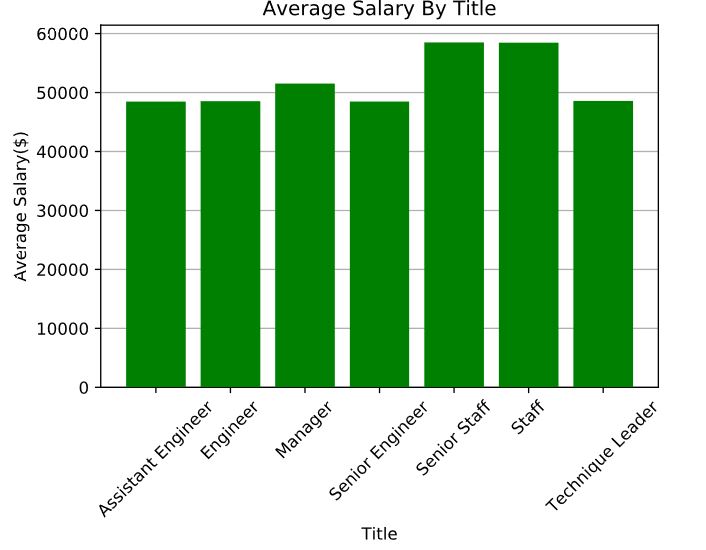 Average Salary By Title
Average Salary($)
60000
50000
40000
30000
20000
10000
0
Assistant Engineer
Engineer
Manager
Senior Engineer
Senior Staff
Staff
Technique Leader
Title